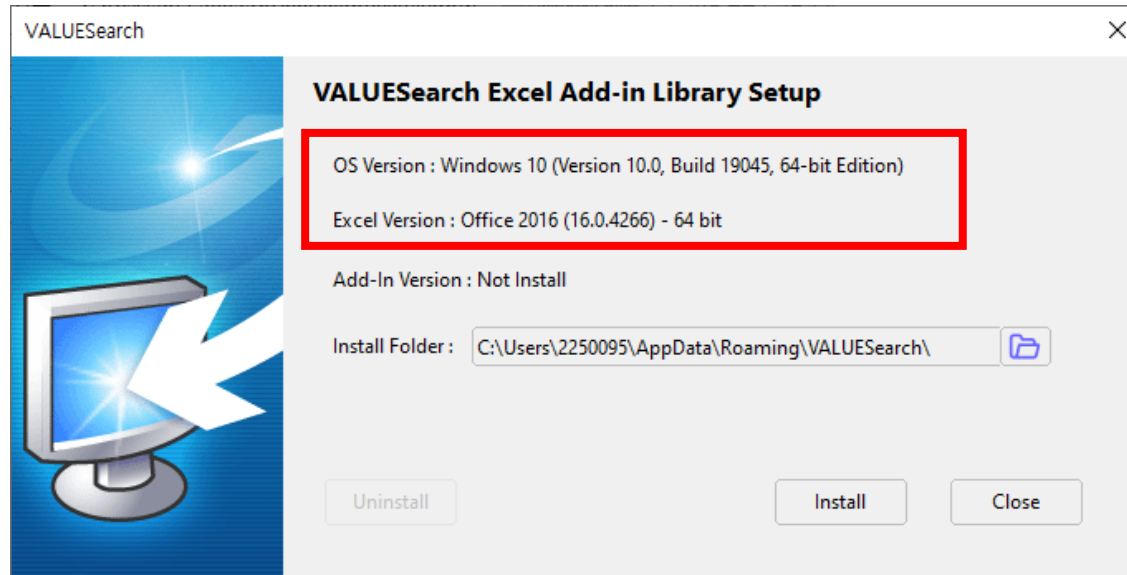 VALUESearch
VALUESearch Excel Add-in Library Setup
OS Version : Windows 10 (Version 10.0, Build 19045, 64-bit Edition)
Excel Version : Office 2016 (16.0.4266) - 64 bit
Add-In Version : Not Install
Install Folder : C:\Users\2250095\AppData\Roaming\VALUESearch\
Uninstall Install Close